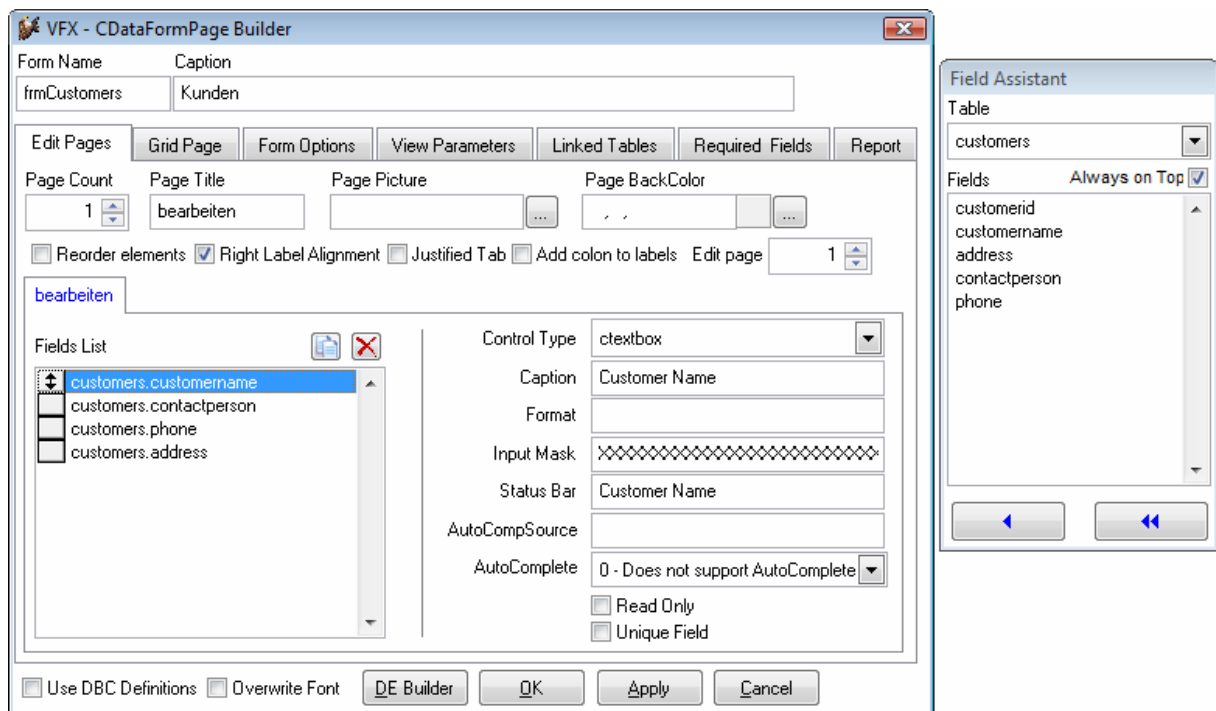 VFX - CDataFormPage Builder
Form Name Caption
frmCustomers Kunden
Edit Pages Grid Page Form Options View Parameters Linked Tables Required Fields Report
Page Count Page Title Page Picture Page BackColor
1 bearbeiten ... , , ...
Reorder elements Right Label Alignment Justified Tab Add colon to labels Edit page 1
bearbeiten
Fields List
customers.customername
customers.contactperson
customers.phone
customers.address
Control Type ctextbox
Caption Customer Name
Format
Input Mask
Status Bar Customer Name
AutoCompSource
AutoComplete 0 - Does not support AutoComplete
Read Only
Unique Field
Use DBC Definitions Overwrite Font DE Builder OK Apply Cancel
Field Assistant
Table
customers
Fields Always on Top
customerid
customername
address
contactperson
phone